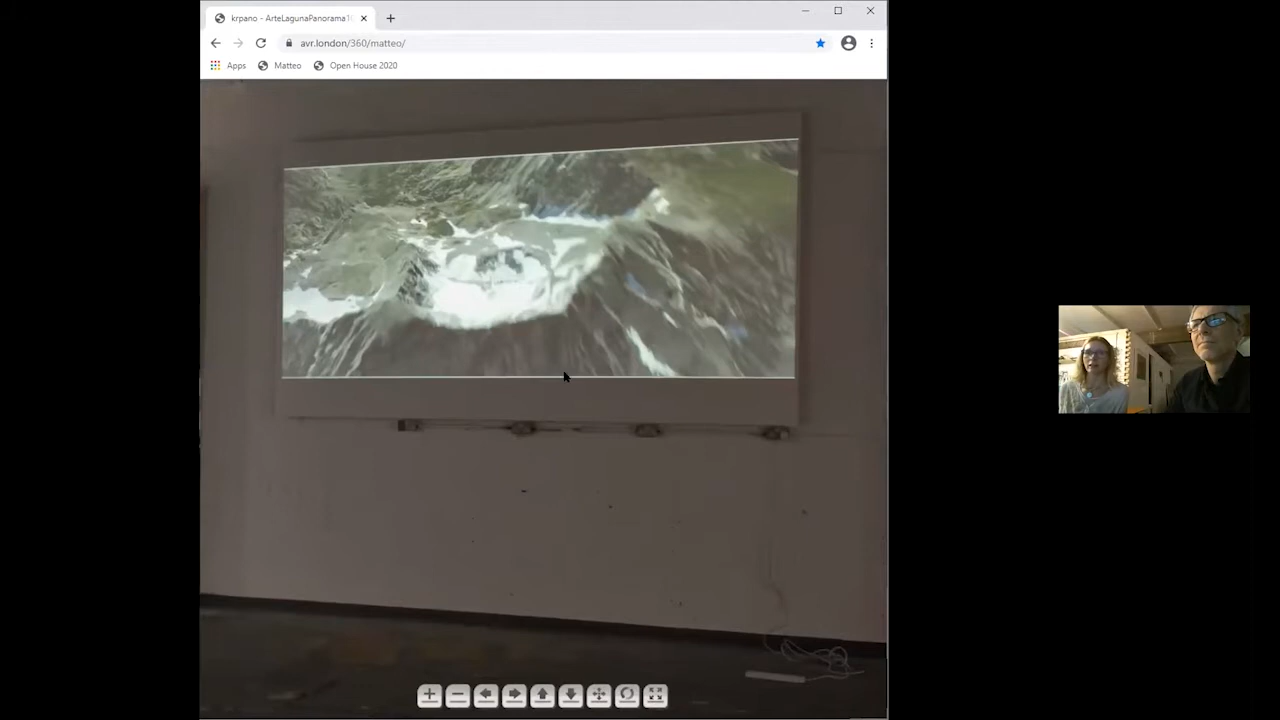 krpano - ArteLagunaPanorama1
avr.london/360/matteo/
Apps Matteo Open House 2020